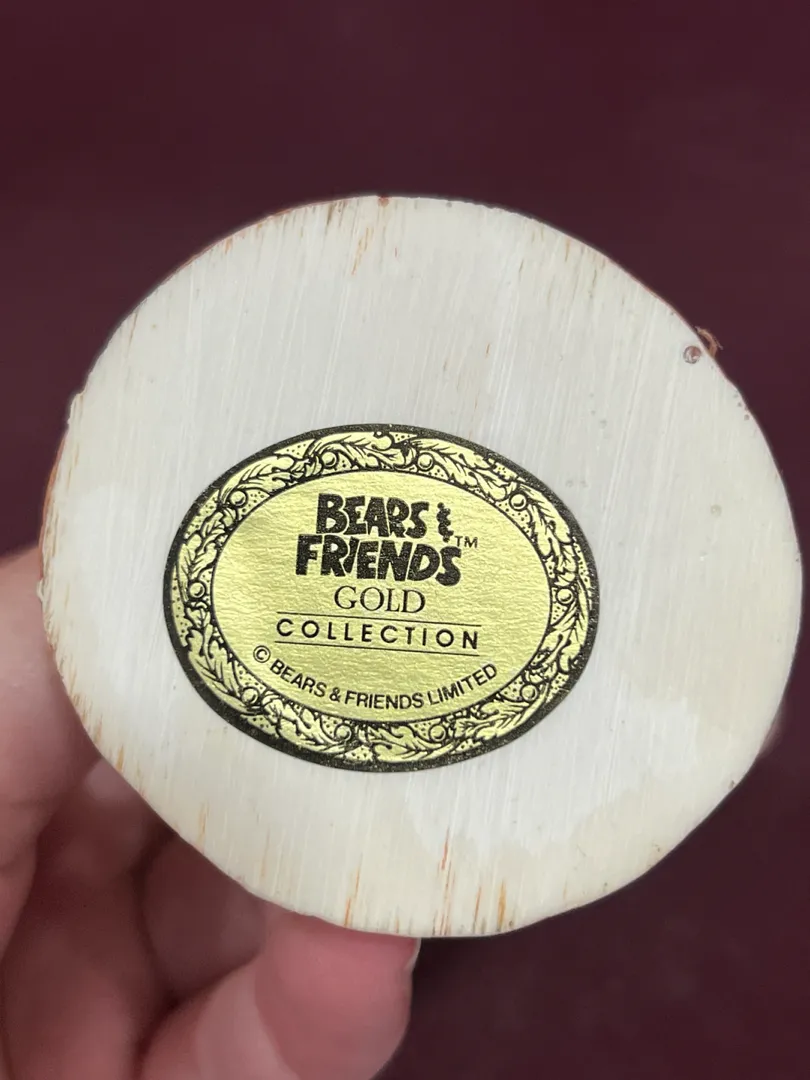 BEARS &
FRIENDS™
GOLD
COLLECTION
© BEARS & FRIENDS LIMITED